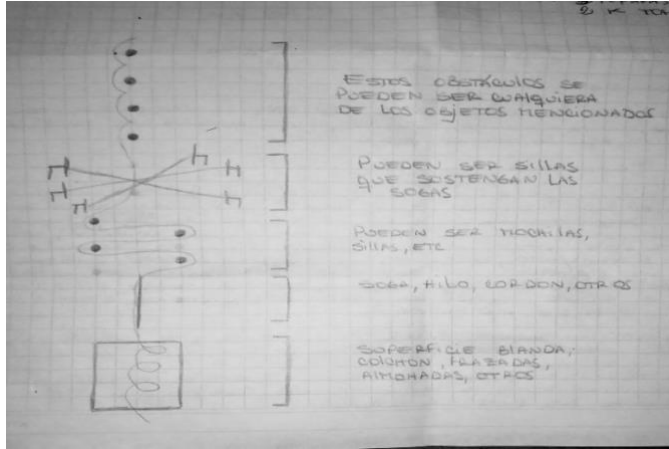 2 K
ESTOS OBSTÁCULOS SE
PUEDEN SER CUALQUIERA
DE LOS OBJETOS MENCIONADOS
PUEDEN SER SILLAS
QUE SOSTENGAN LAS
SOGAS
PUEDEN SER MOCHILAS,
SILLAS, ETC
SOGA, HILO, CORDON, OTROS
SUPERFICIE BLANDA,
COLCHON, FRAZADAS,
ALMOHADAS, OTROS